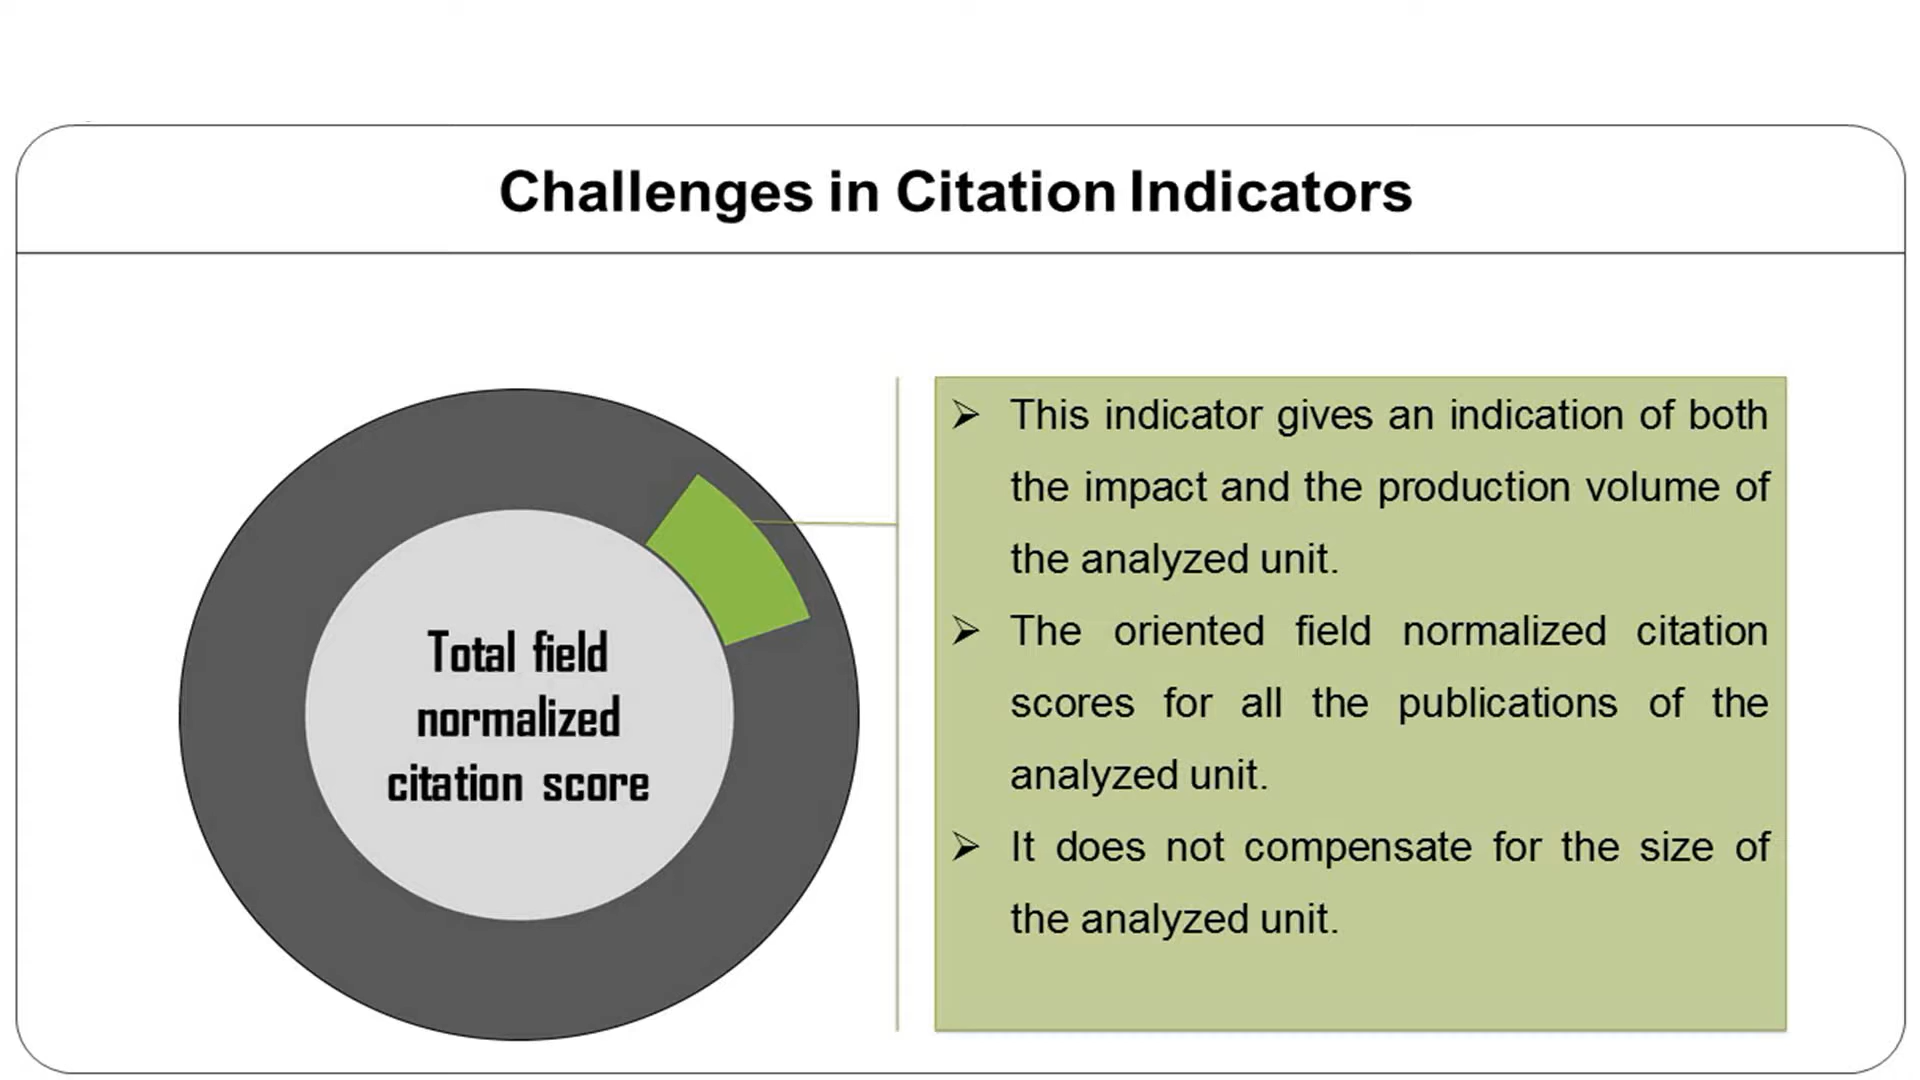 Challenges in Citation Indicators
Total field
normalized
citation score
➢ This indicator gives an indication of both
the impact and the production volume of
the analyzed unit.
➢ The oriented field normalized citation
scores for all the publications of the
analyzed unit.
➢ It does not compensate for the size of
the analyzed unit.